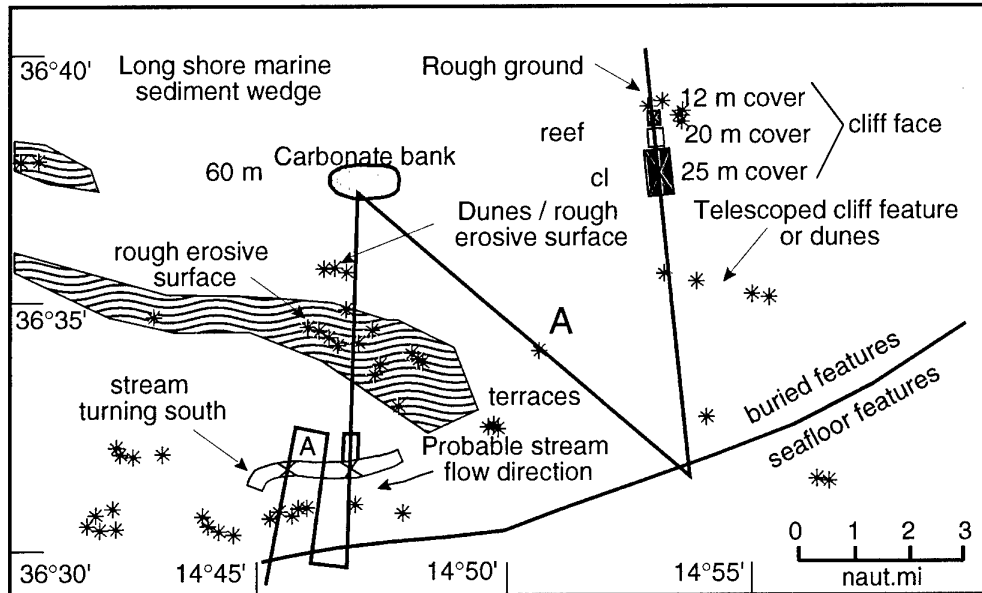 36°40'
Long shore marine
sediment wedge
Rough ground
12 m cover
20 m cover
25 m cover
cliff face
reef
cl
Carbonate bank
60 m
Dunes / rough
erosive surface
Telescoped cliff feature
or dunes
rough erosive
surface
36°35'
A
stream
turning south
terraces
buried features
seafloor features
A
Probable stream
flow direction
36°30'
14°45'
14°50'
14°55'
0 1 2 3
naut.mi